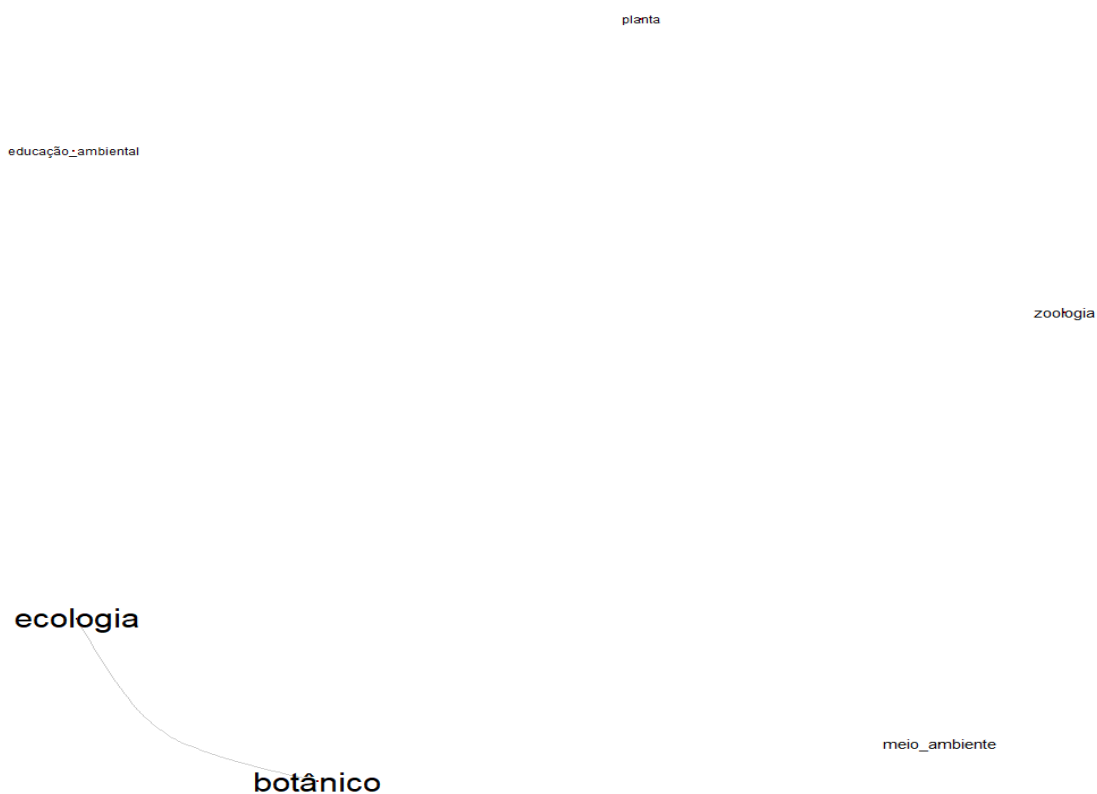 planta
educação_ambiental
zoologia
ecologia
meio_ambiente
botânico